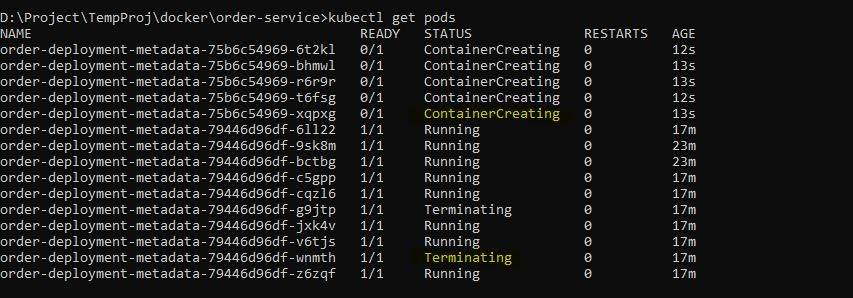 D:\Project\TempProj\docker\order-service>kubectl get pods
NAME READY STATUS RESTARTS AGE
order-deployment-metadata-75b6c54969-6t2kl 0/1 ContainerCreating 0 12s
order-deployment-metadata-75b6c54969-bhmwl 0/1 ContainerCreating 0 13s
order-deployment-metadata-75b6c54969-r6r9r 0/1 ContainerCreating 0 13s
order-deployment-metadata-75b6c54969-t6fsg 0/1 ContainerCreating 0 12s
order-deployment-metadata-75b6c54969-xqpxg 0/1 ContainerCreating 0 13s
order-deployment-metadata-79446d96df-6ll22 1/1 Running 0 17m
order-deployment-metadata-79446d96df-9sk8m 1/1 Running 0 23m
order-deployment-metadata-79446d96df-bctbg 1/1 Running 0 23m
order-deployment-metadata-79446d96df-c5gpp 1/1 Running 0 17m
order-deployment-metadata-79446d96df-cqzl6 1/1 Running 0 17m
order-deployment-metadata-79446d96df-g9jtp 1/1 Terminating 0 17m
order-deployment-metadata-79446d96df-jxk4v 1/1 Running 0 17m
order-deployment-metadata-79446d96df-v6tjs 1/1 Running 0 17m
order-deployment-metadata-79446d96df-wnmth 1/1 Terminating 0 17m
order-deployment-metadata-79446d96df-z6zqf 1/1 Running 0 17m